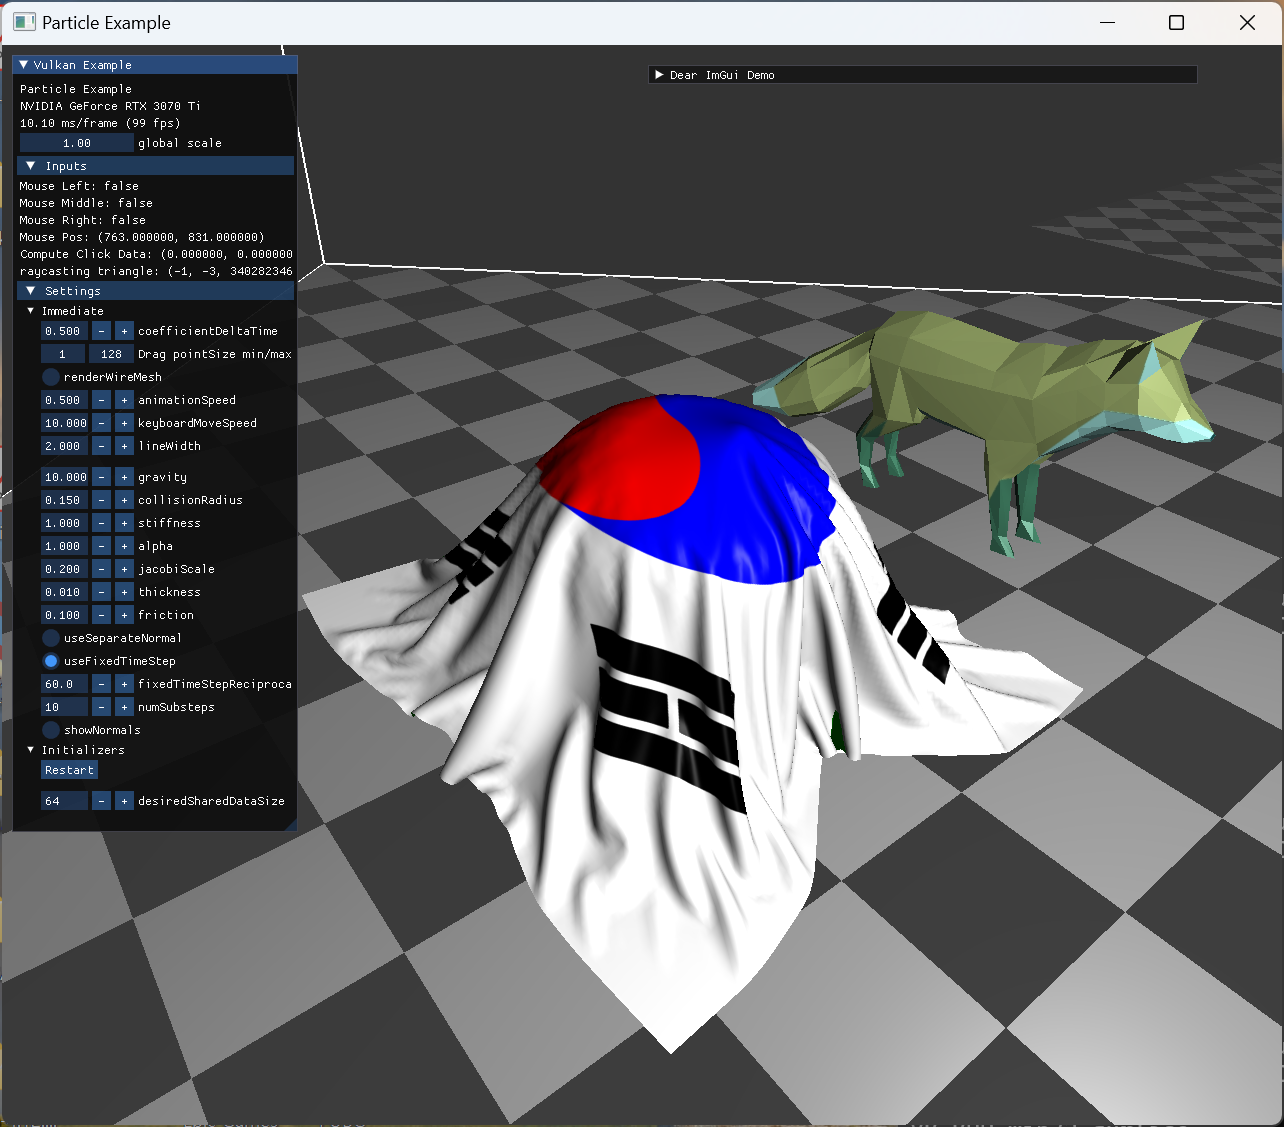 Particle Example
Vulkan Example
Dear ImGui Demo
Particle Example
NVIDIA GeForce RTX 3070 Ti
10.10 ms/frame (99 fps)
1.00 global scale
Inputs
Mouse Left: false
Mouse Middle: false
Mouse Right: false
Mouse Pos: (763.000000, 831.000000)
Compute Click Data: (0.000000, 0.000000
raycasting triangle: (-1, -3, 340282346
Settings
Immediate
0.500 - + coefficientDeltaTime
1 128 Drag pointSize min/max
renderWireMesh
0.500 - + animationSpeed
10.000 - + keyboardMoveSpeed
2.000 - + lineWidth
10.000 - + gravity
0.150 - + collisionRadius
1.000 - + stiffness
1.000 - + alpha
0.200 - + jacobiScale
0.010 - + thickness
0.100 - + friction
useSeparateNormal
useFixedTimeStep
60.0 - + fixedTimeStepReciproca
10 - + numSubsteps
showNormals
Initializers
Restart
64 - + desiredSharedDataSize